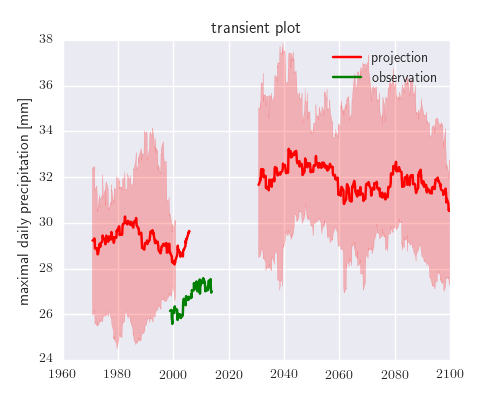 transient plot
maximal daily precipitation [mm]
38
36
34
32
30
28
26
24
projection
observation
1960 1980 2000 2020 2040 2060 2080 2100